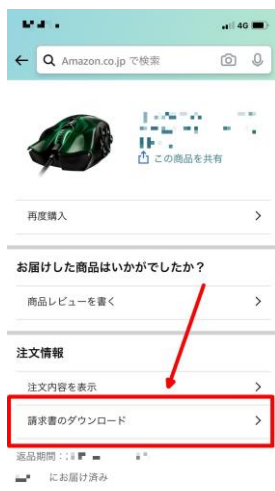 4G
Amazon.co.jp で検索
この商品を共有
再度購入
お届けした商品はいかがでしたか？
商品レビューを書く
注文情報
注文内容を表示
請求書のダウンロード
返品期間：
にお届け済み